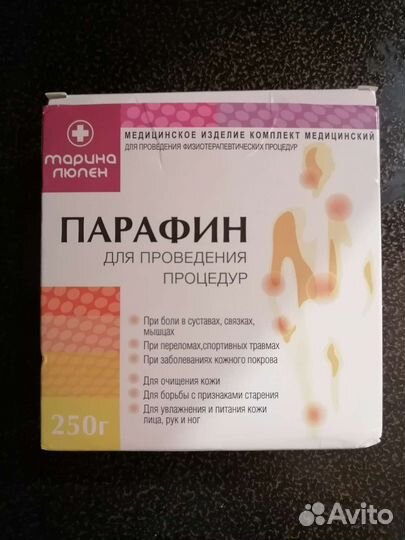 МЕДИЦИНСКОЕ ИЗДЕЛИЕ КОМПЛЕКТ МЕДИЦИНСКИЙ
ДЛЯ ПРОВЕДЕНИЯ ФИЗИОТЕРАПЕВТИЧЕСКИХ ПРОЦЕДУР
марина
люпен
ПАРАФИН
ДЛЯ ПРОВЕДЕНИЯ
ПРОЦЕДУР
При боли в суставах, связках,
мышцах
При переломах,спортивных травмах
При заболеваниях кожного покрова
Для очищения кожи
Для борьбы с признаками старения
Для увлажнения и питания кожи
лица, рук и ног
250г
Avito